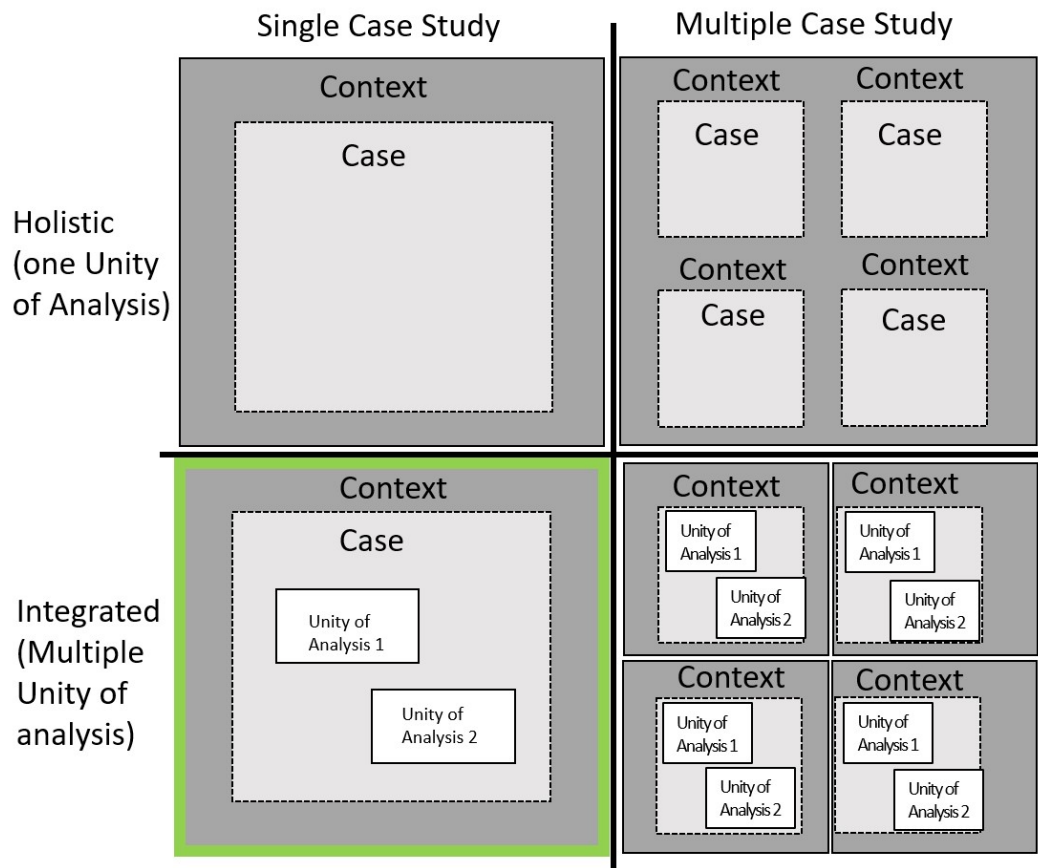 Single Case Study
Multiple Case Study
Holistic
(one Unity
of Analysis)
Context
Case
Context
Context
Case
Case
Context
Context
Case
Case
Integrated
(Multiple
Unity of
analysis)
Context
Case
Unity of
Analysis 1
Unity of
Analysis 2
Context
Unity of
Analysis 1
Unity of
Analysis 2
Context
Unity of
Analysis 1
Unity of
Analysis 2
Context
Unity of
Analysis 1
Unity of
Analysis 2
Context
Unity of
Analysis 1
Unity of
Analysis 2